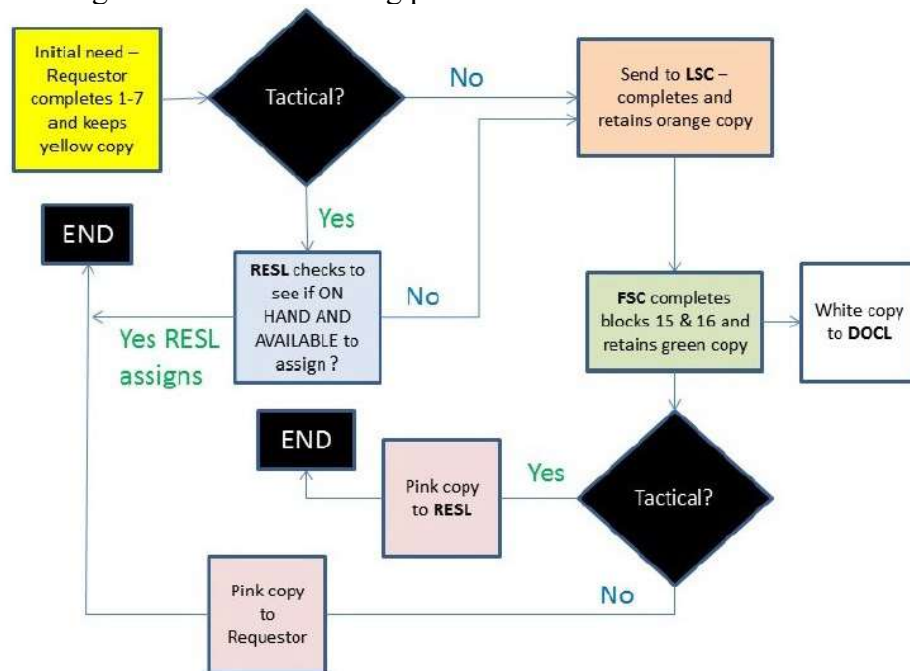 Initial need –
Requestor
completes 1-7
and keeps
yellow copy
Tactical?
No
Send to LSC –
completes and
retains orange copy
Yes
END
RESL checks to
see if ON
HAND AND
AVAILABLE to
assign ?
No
Yes RESL
assigns
FSC completes
blocks 15 & 16 and
retains green copy
White copy
to DOCL
END
Pink copy
to RESL
Yes
Tactical?
No
Pink copy
to
Requestor